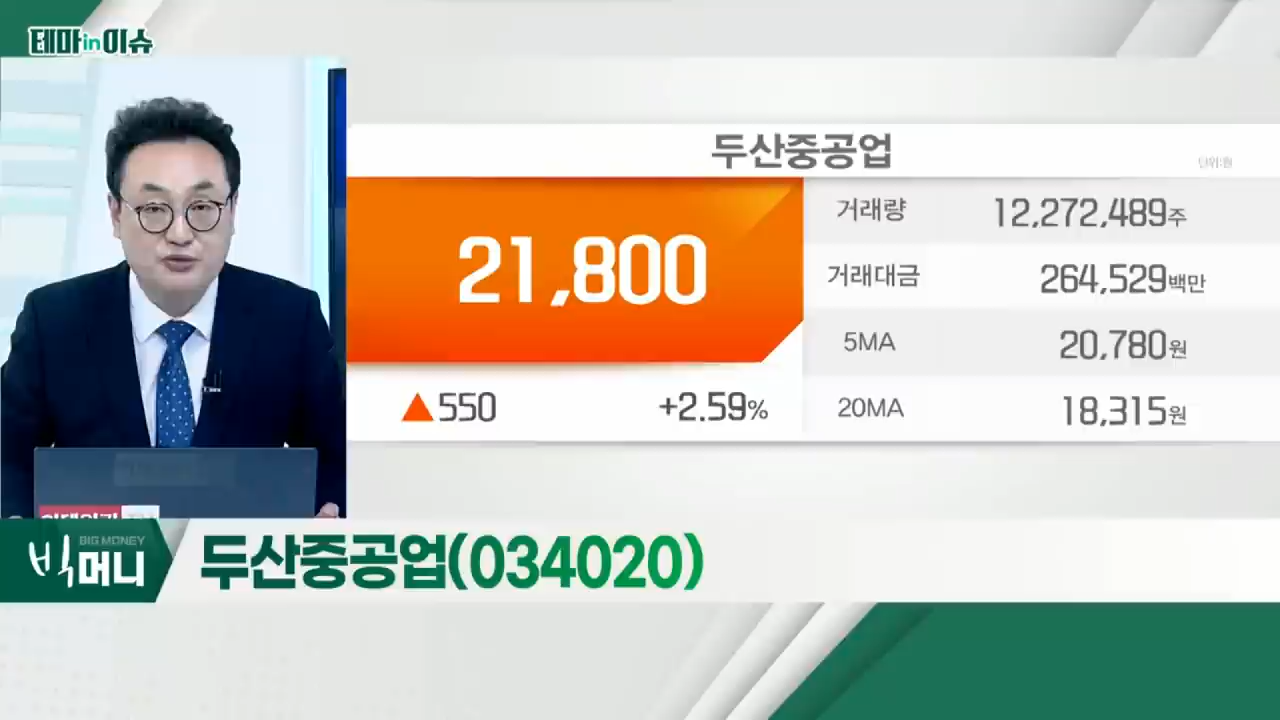 테마in이슈
두산중공업
단위:원
21,800
거래량 12,272,489주
거래대금 264,529백만
5MA 20,780원
▲550 +2.59%
20MA 18,315원
BIG MONEY
빅머니
두산중공업(034020)